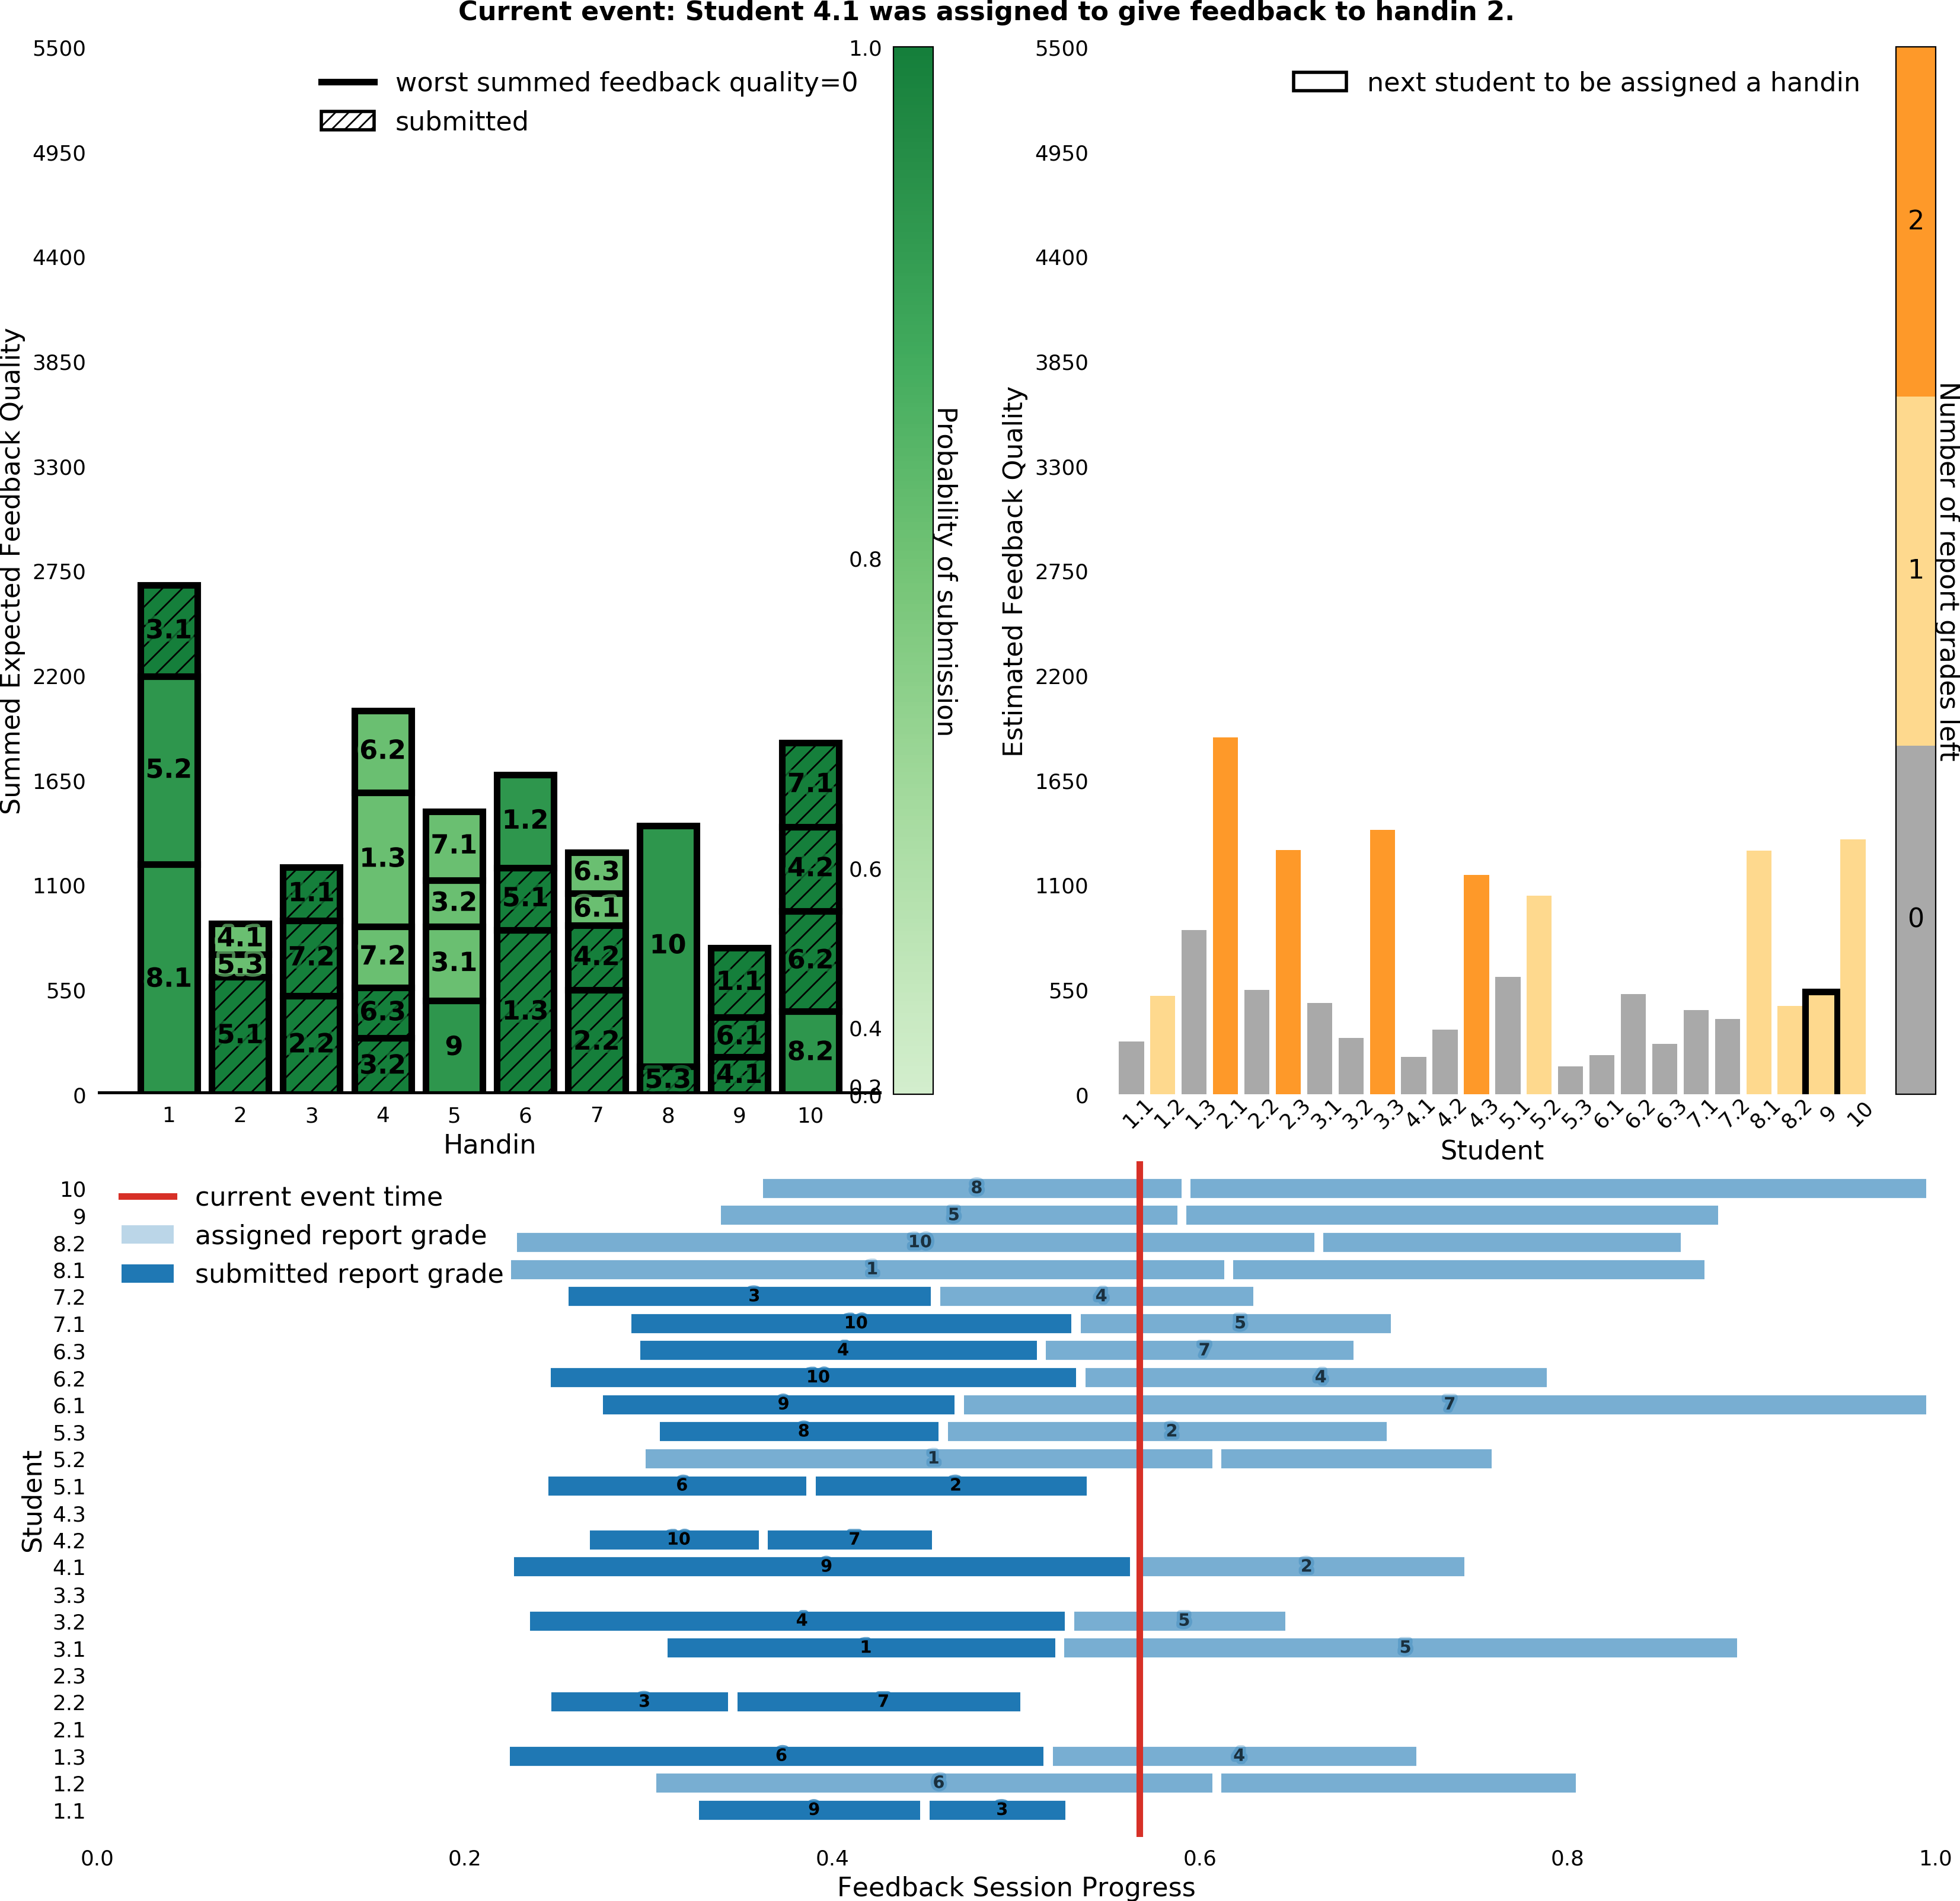 Current event: Student 4.1 was assigned to give feedback to handin 2.
Summed Expected Feedback Quality
5500
4950
4400
3850
3300
2750
2200
1650
1100
550
0
worst summed feedback quality=0
submitted
3.1
5.2
8.1
4.1
5.3
5.1
1.1
7.2
2.2
6.2
1.3
7.2
6.3
3.2
7.1
3.2
3.1
9
1.2
5.1
1.3
6.3
6.1
4.2
2.2
10
5.3
1.1
6.1
4.1
7.1
4.2
6.2
8.2
1 2 3 4 5 6 7 8 9 10
Handin
1.0
0.8
0.6
0.4
0.2
0.0
Probability of submission
Estimated Feedback Quality
5500
4950
4400
3850
3300
2750
2200
1650
1100
550
0
next student to be assigned a handin
1.1 1.2 1.3 2.1 2.2 2.3 3.1 3.2 3.3 4.1 4.2 4.3 5.1 5.2 5.3 6.1 6.2 6.3 7.1 7.2 8.1 8.2 9 10
Student
2
1
0
Number of report grades left
current event time
assigned report grade
submitted report grade
Student
10 8
9 5
8.2 10
8.1 1
7.2 3 4
7.1 10 5
6.3 4 7
6.2 10 4
6.1 9 7
5.3 8 2
5.2 1
5.1 6 2
4.3
4.2 10 7
4.1 9 2
3.3
3.2 4 5
3.1 1 5
2.3
2.2 3 7
2.1
1.3 6 4
1.2 6
1.1 9 3
0.0 0.2 0.4 0.6 0.8 1.0
Feedback Session Progress